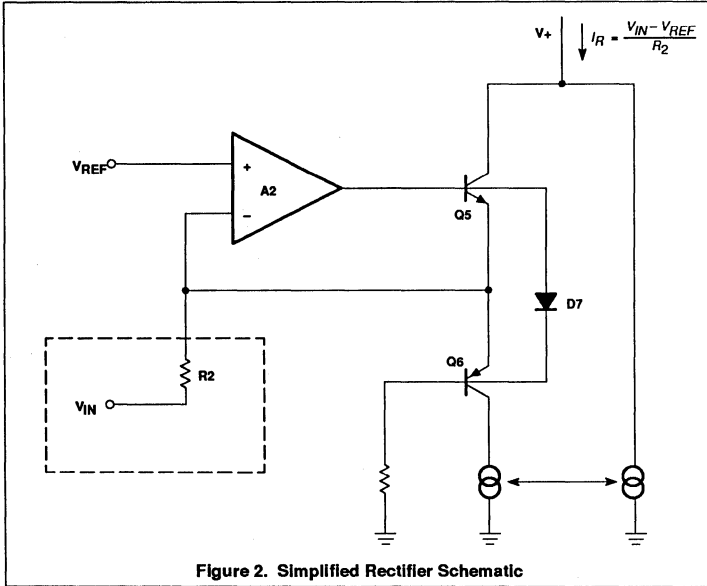 V+
I_R = (V_IN – V_REF) / R_2
V_REF
+
A2
–
Q5
D7
Q6
R2
V_IN
Figure 2. Simplified Rectifier Schematic